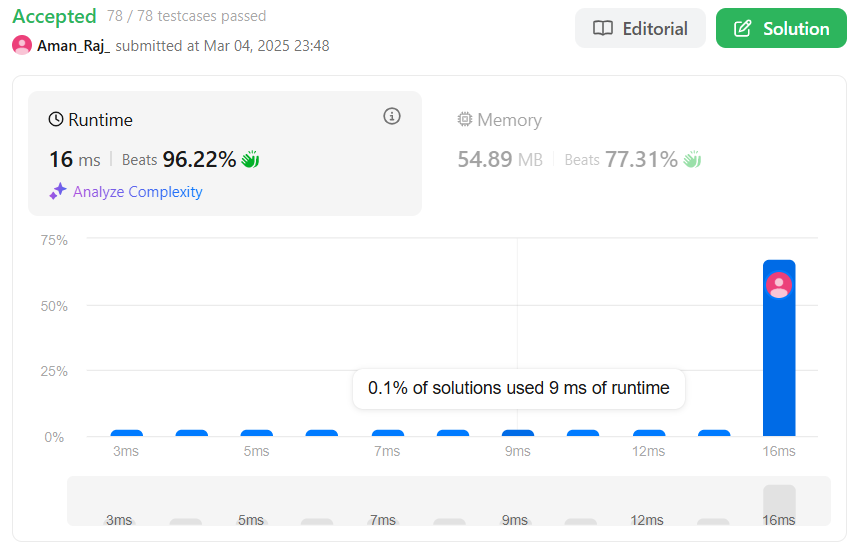 Accepted 78 / 78 testcases passed
Editorial
Solution
Aman_Raj_ submitted at Mar 04, 2025 23:48
Runtime
16 ms | Beats 96.22%
Analyze Complexity
Memory
54.89 MB | Beats 77.31%
75%
50%
25%
0%
0.1% of solutions used 9 ms of runtime
3ms 5ms 7ms 9ms 12ms 16ms
3ms 5ms 7ms 9ms 12ms 16ms